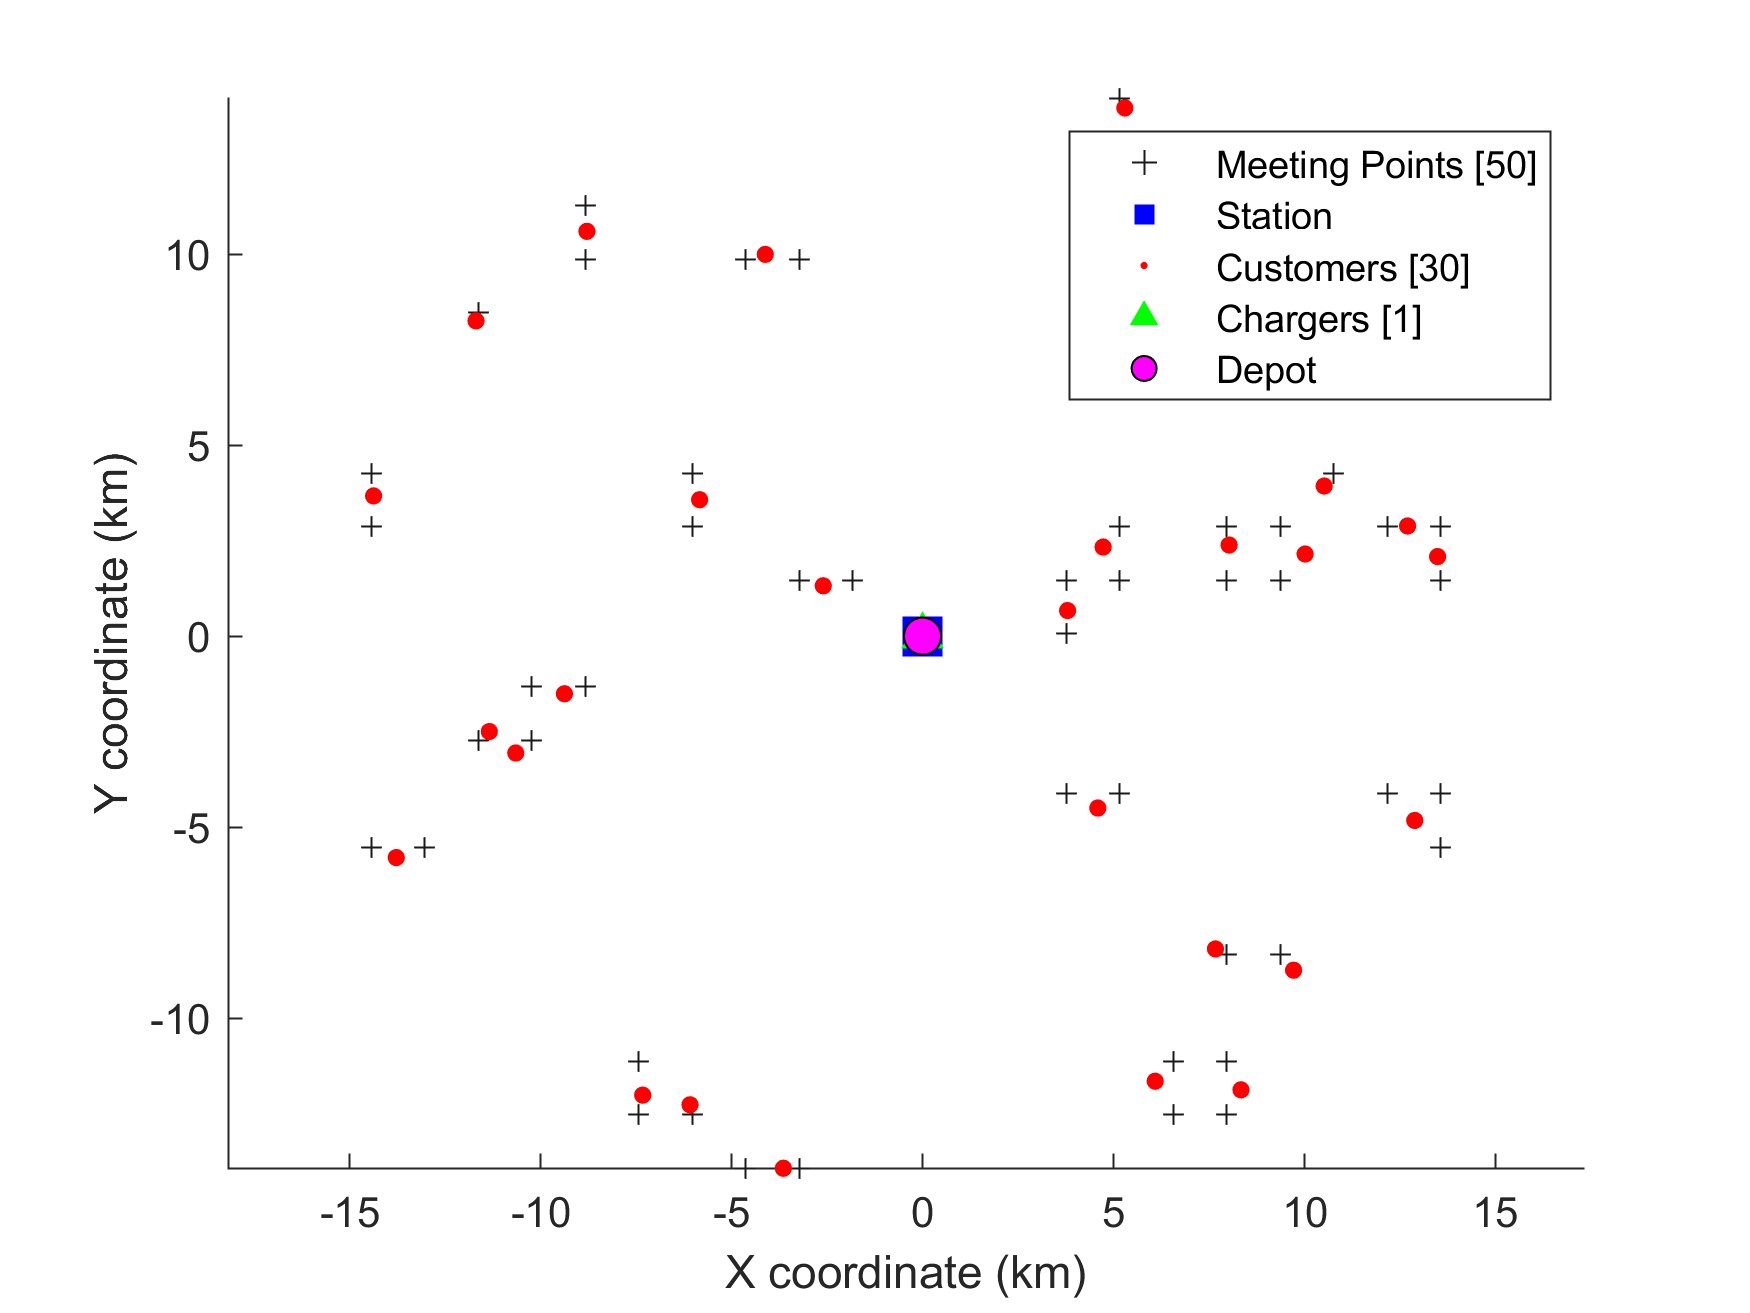 Meeting Points [50]
Station
Customers [30]
Chargers [1]
Depot
10
5
0
-5
-10
Y coordinate (km)
-15 -10 -5 0 5 10 15
X coordinate (km)